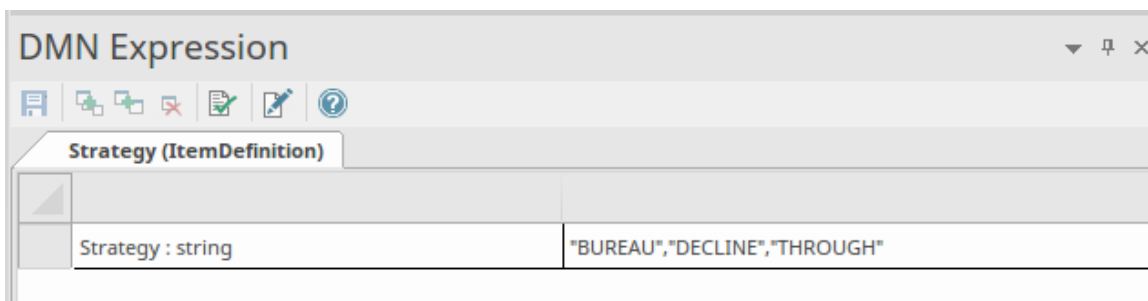 DMN Expression
Strategy (ItemDefinition)
Strategy : string
"BUREAU","DECLINE","THROUGH"